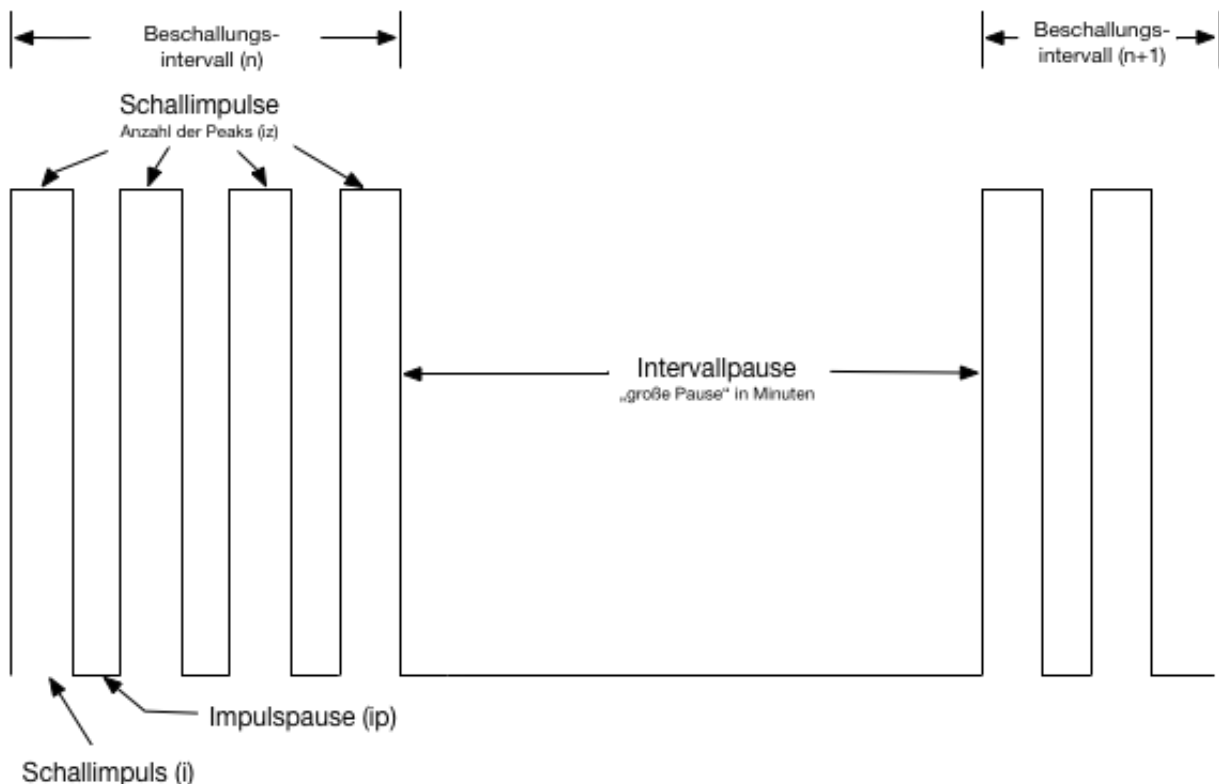 Beschallungs-
intervall (n)
Beschallungs-
intervall (n+1)
Schallimpulse
Anzahl der Peaks (iz)
Intervallpause
„große Pause“ in Minuten
Impulspause (ip)
Schallimpuls (i)